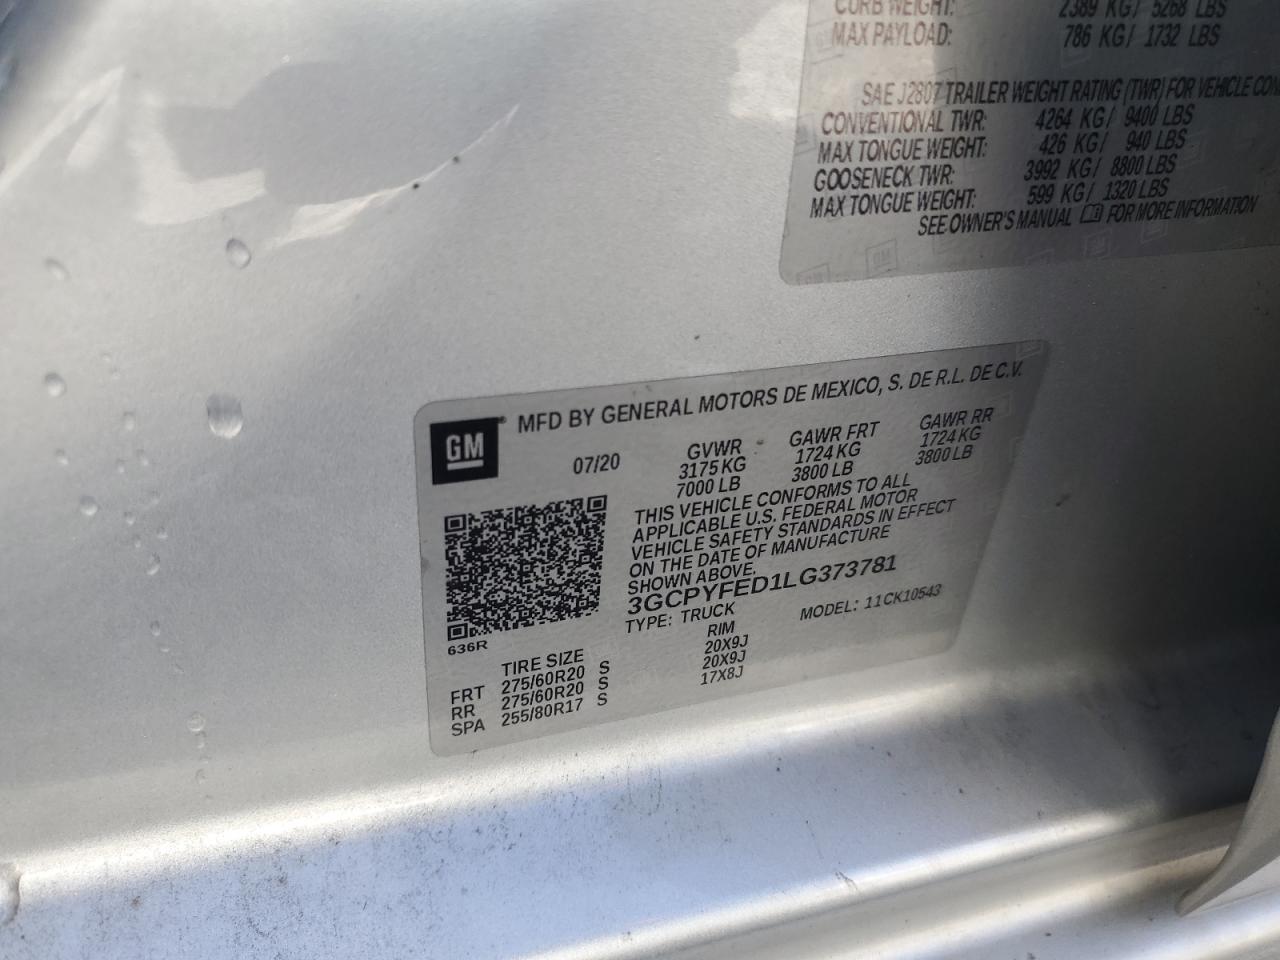 CURB WEIGHT: 2389 KG/ 5268 LBS
MAX PAYLOAD: 786 KG/ 1732 LBS
SAE J2807 TRAILER WEIGHT RATING (TWR) FOR VEHICLE
CONVENTIONAL TWR: 4264 KG/ 9400 LBS
MAX TONGUE WEIGHT: 426 KG/ 940 LBS
GOOSENECK TWR: 3992 KG/ 8800 LBS
MAX TONGUE WEIGHT: 599 KG/ 1320 LBS
SEE OWNER'S MANUAL FOR MORE INFORMATION
GM
GM® MFD BY GENERAL MOTORS DE MEXICO, S. DE R.L. DE C.V.
07/20 GVWR GAWR FRT GAWR RR
3175 KG 1724 KG 1724 KG
7000 LB 3800 LB 3800 LB
THIS VEHICLE CONFORMS TO ALL
APPLICABLE U.S. FEDERAL MOTOR
VEHICLE SAFETY STANDARDS IN EFFECT
ON THE DATE OF MANUFACTURE
SHOWN ABOVE.
3GCPYFED1LG373781
TYPE: TRUCK MODEL: 11CK10543
636R
TIRE SIZE RIM
FRT 275/60R20 S 20X9J
RR 275/60R20 S 20X9J
SPA 255/80R17 S 17X8J